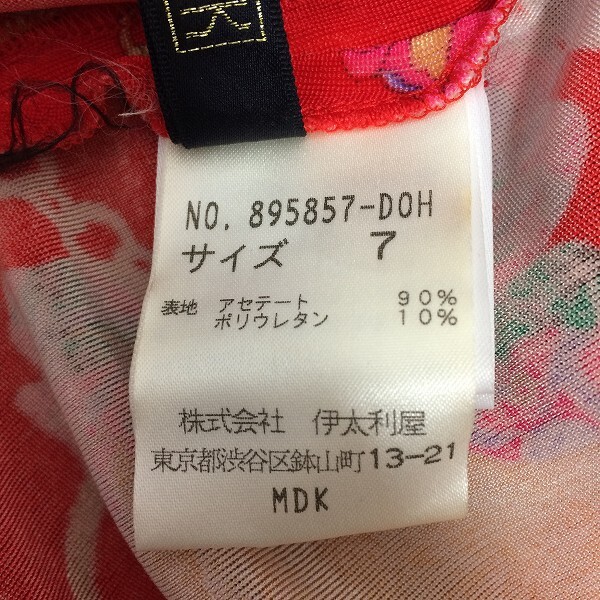 K
NO. 895857-DOH
サイズ 7
表地 アセテート 90%
ポリウレタン 10%
株式会社 伊太利屋
東京都渋谷区鉢山町13-21
MDK